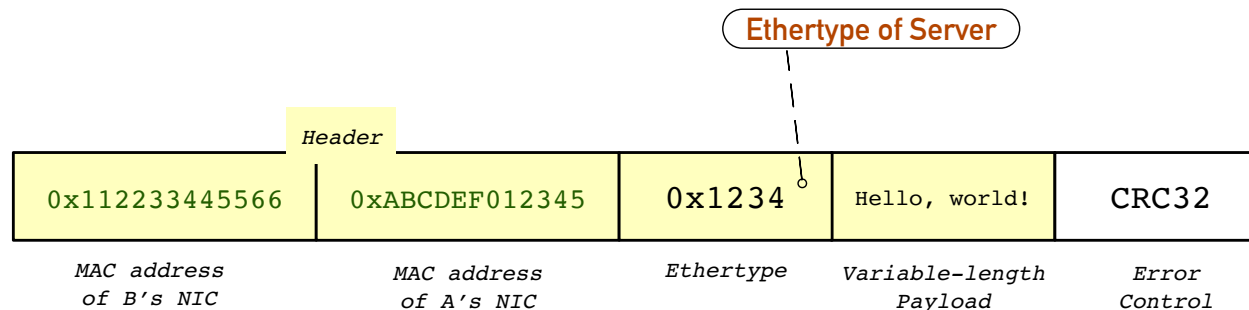 Ethertype of Server
Header
0x112233445566 0xABCDEF012345 0x1234 Hello, world! CRC32
MAC address MAC address Ethertype Variable-length Error
of B's NIC of A's NIC Payload Control